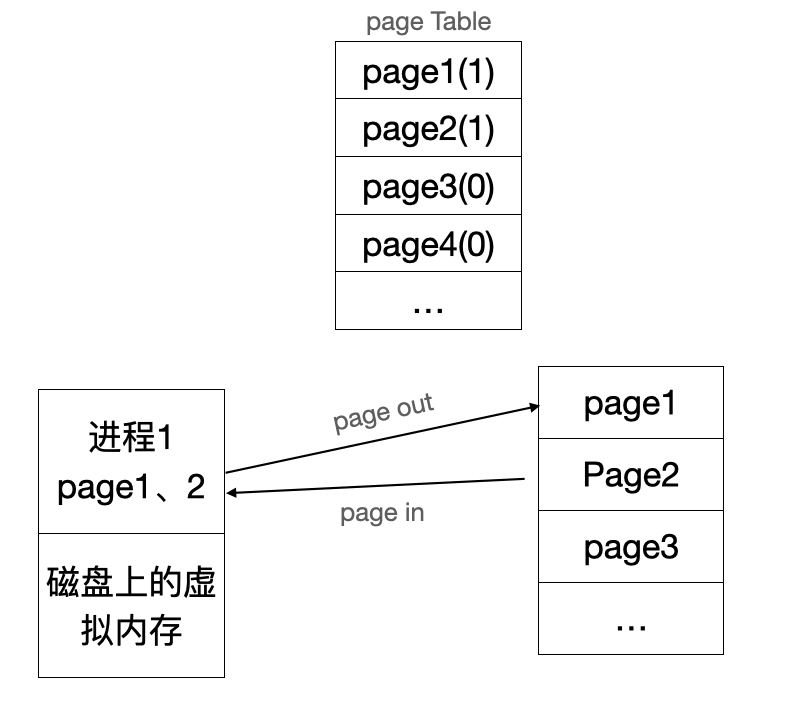 page Table
page1(1)
page2(1)
page3(0)
page4(0)
...
进程1
page1、2
磁盘上的虚
拟内存
page out
page in
page1
Page2
page3
...